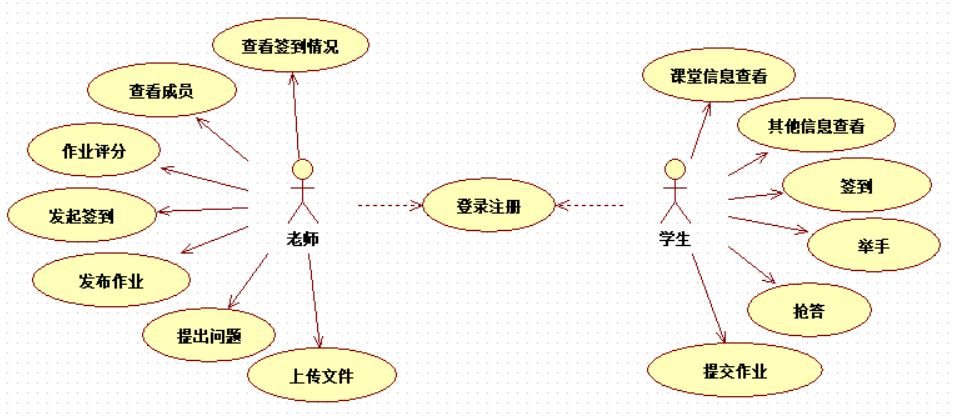 查看签到情况
查看成员
作业评分
发起签到
发布作业
提出问题
上传文件
老师
登录注册
学生
课堂信息查看
其他信息查看
签到
举手
抢答
提交作业